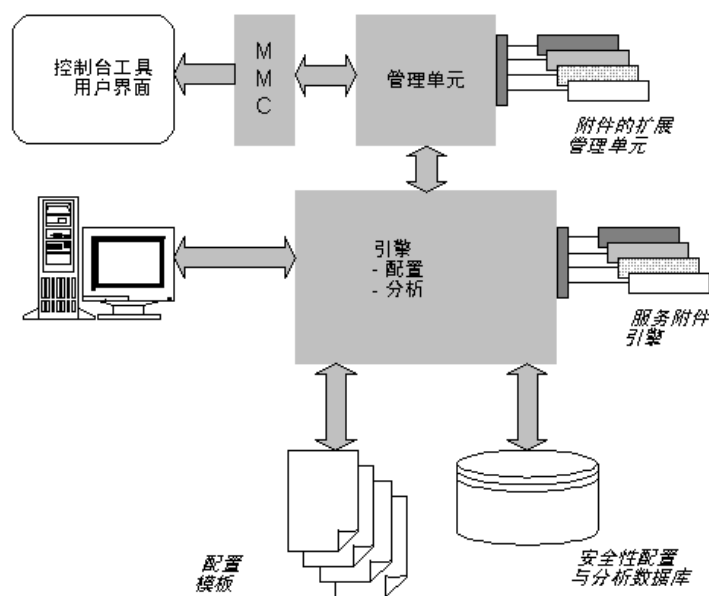 控制台工具
用户界面
M
M
C
管理单元
附件的扩展
管理单元
引擎
- 配置
- 分析
服务附件
引擎
配置
模板
安全性配置
与分析数据库